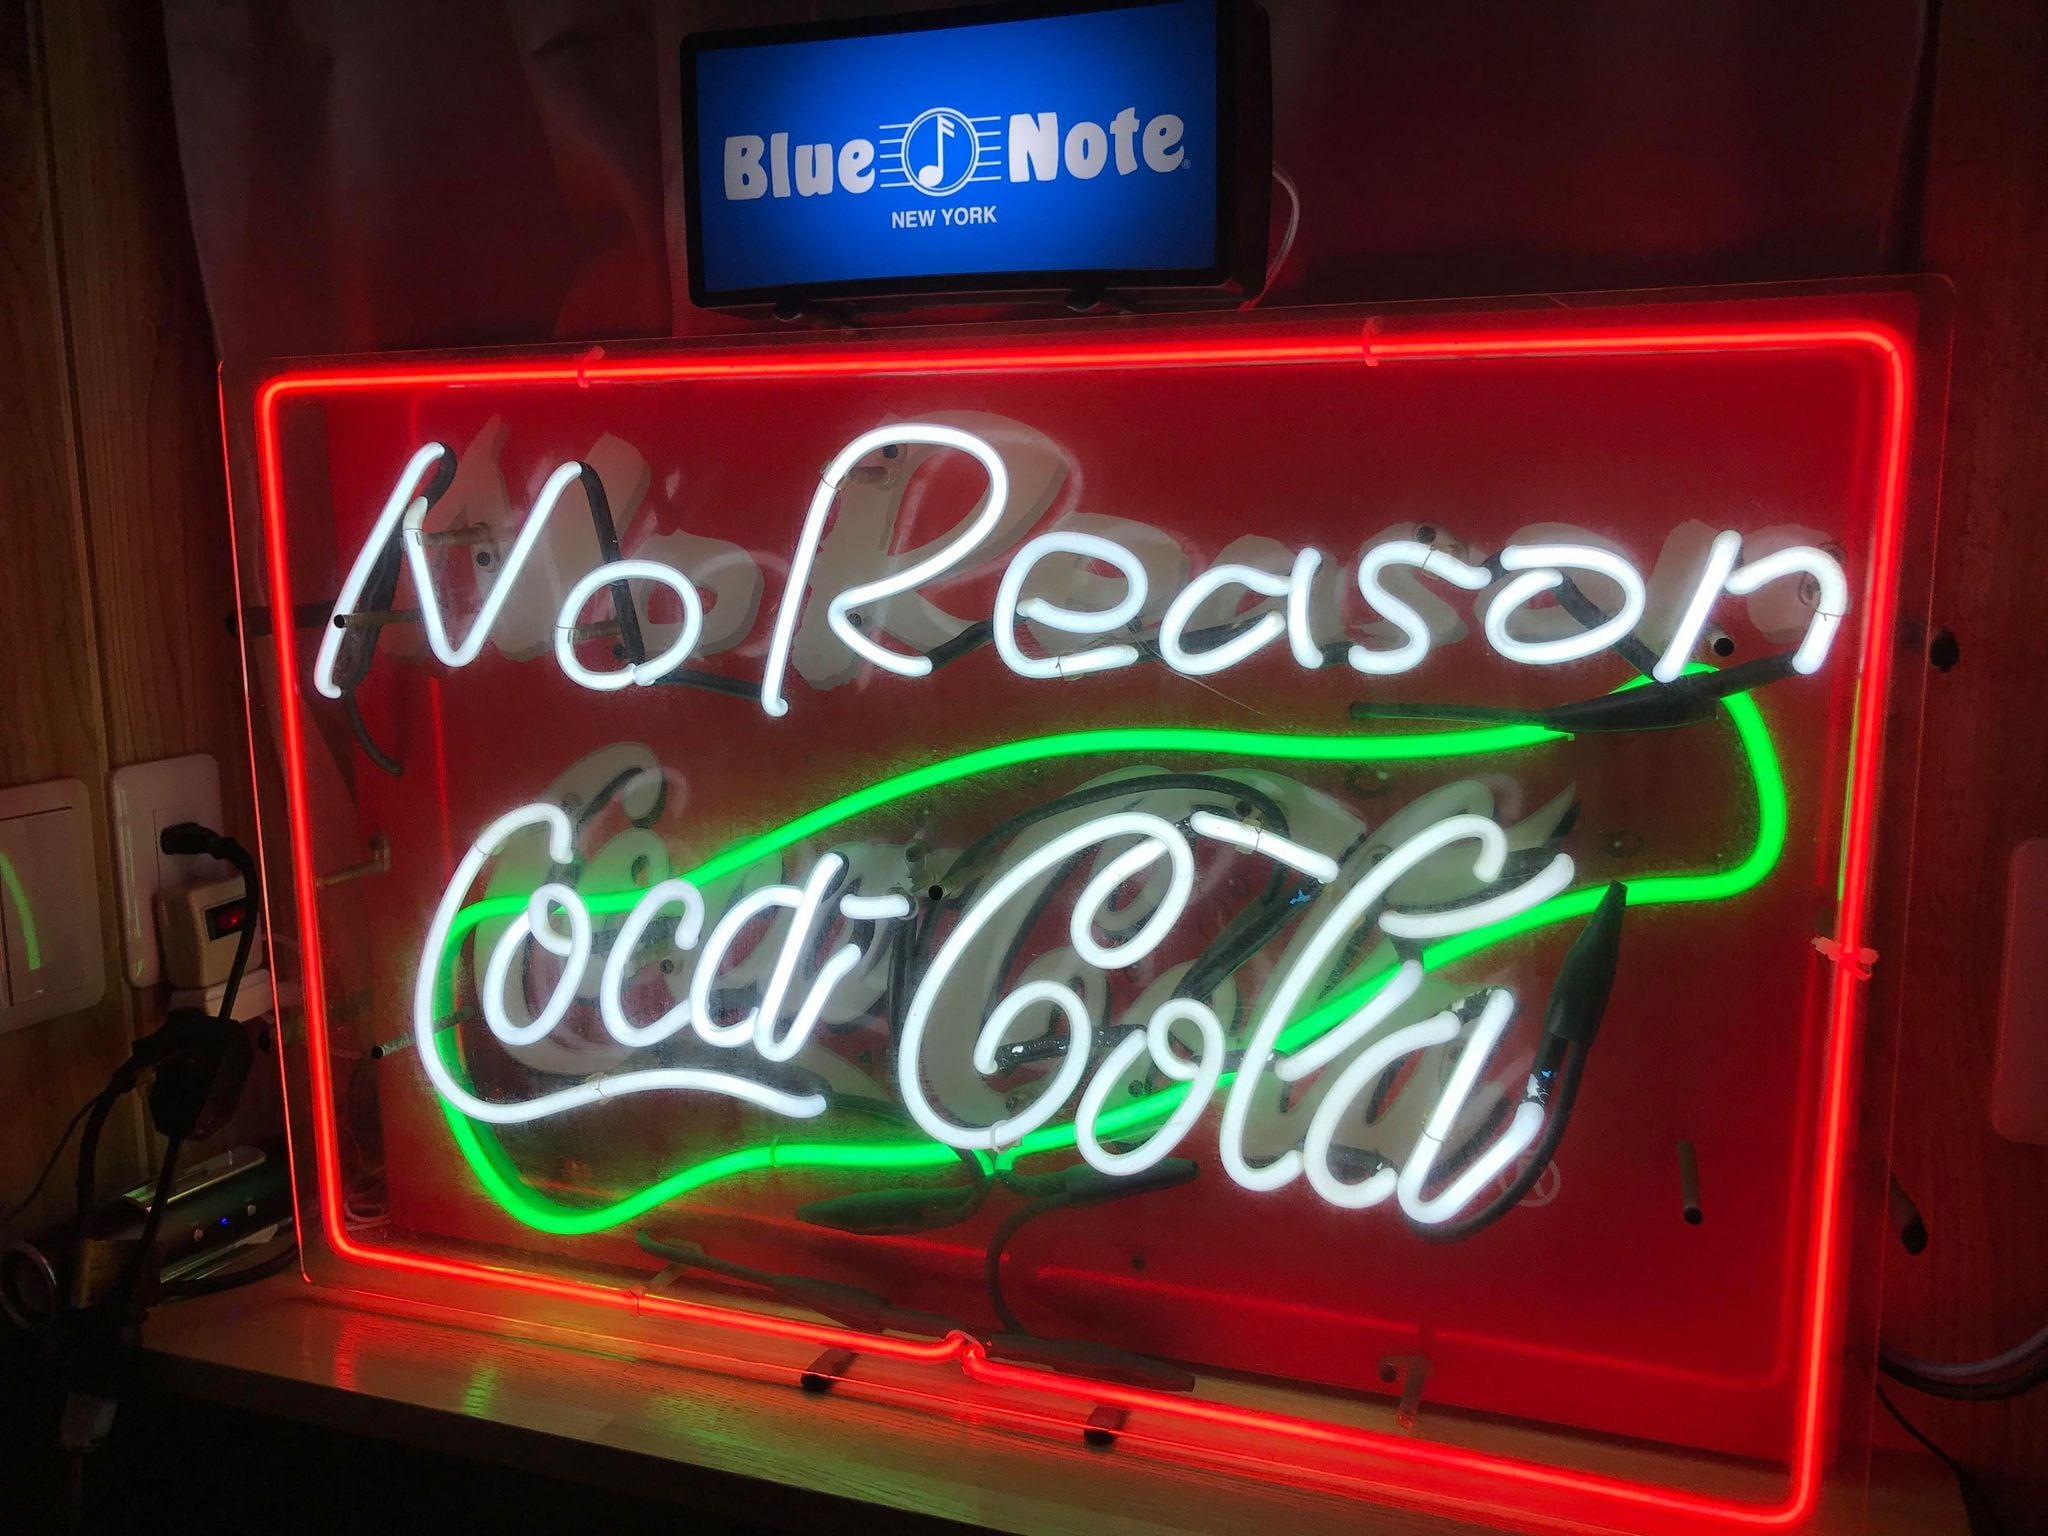 Blue Note®
NEW YORK
No Reason
Coca-Cola
®